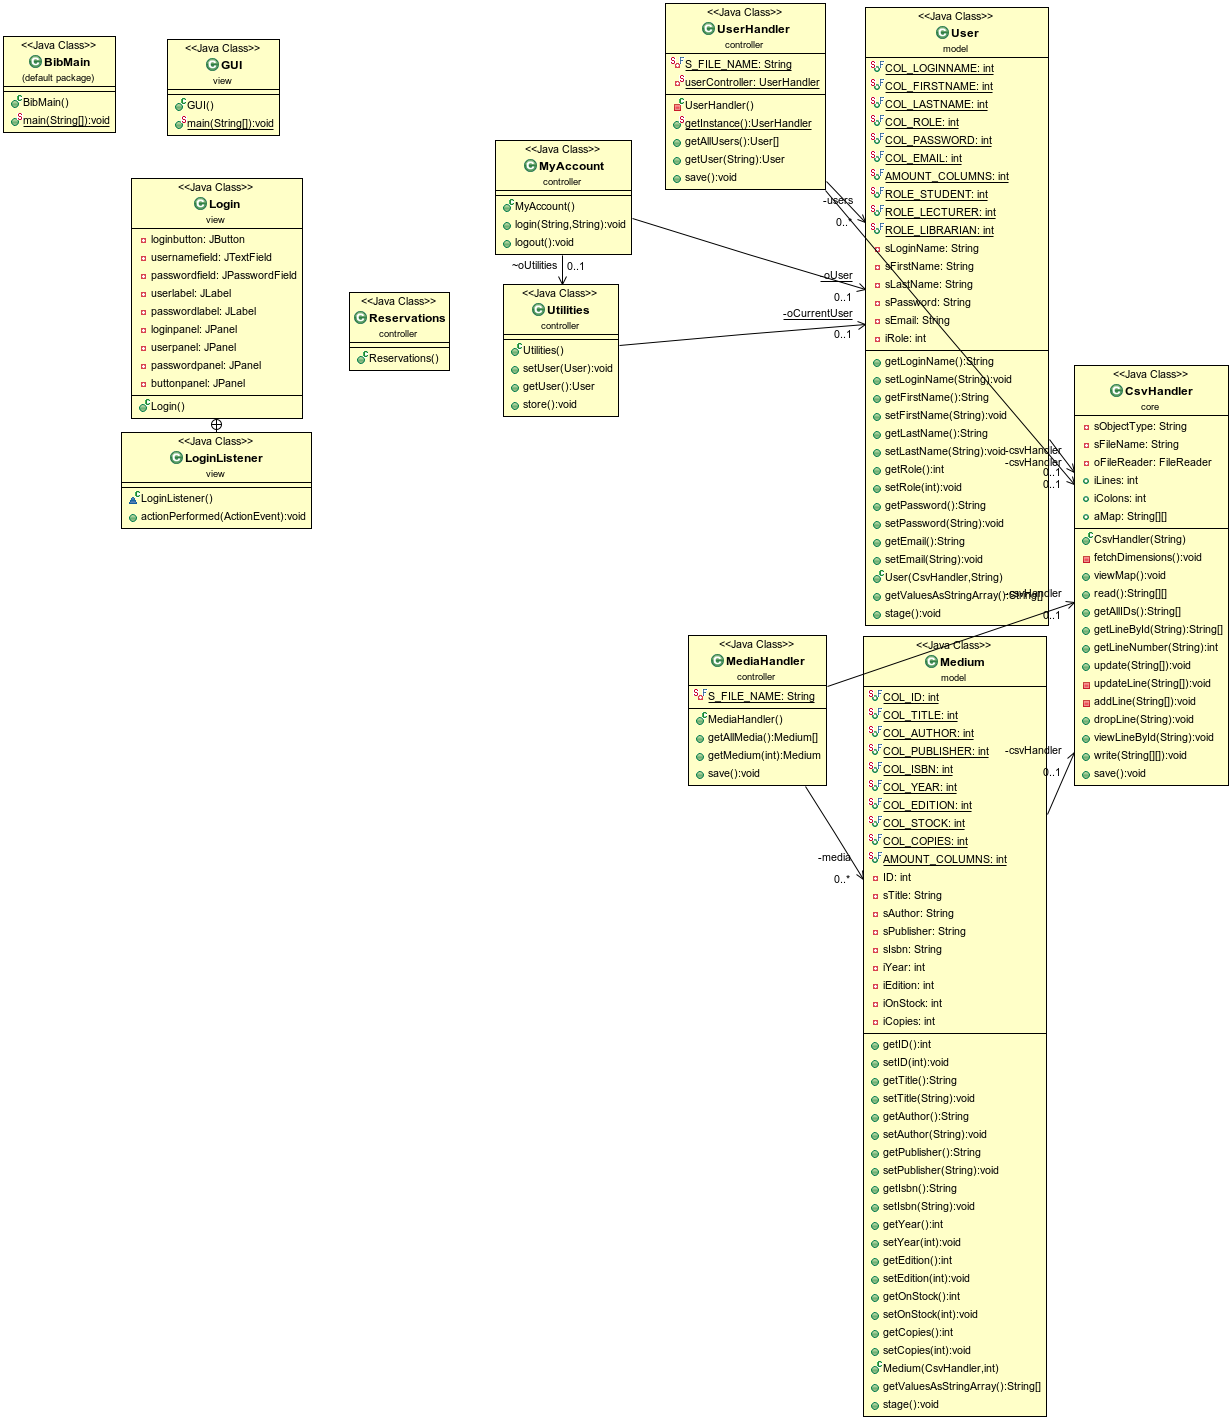 <<Java Class>>
BibMain
(default package)
BibMain()
main(String[]):void
<<Java Class>>
GUI
view
GUI()
main(String[]):void
<<Java Class>>
Login
view
loginbutton: JButton
usernamefield: JTextField
passwordfield: JPasswordField
userlabel: JLabel
passwordlabel: JLabel
loginpanel: JPanel
userpanel: JPanel
passwordpanel: JPanel
buttonpanel: JPanel
Login()
<<Java Class>>
LoginListener
view
LoginListener()
actionPerformed(ActionEvent):void
<<Java Class>>
Reservations
controller
Reservations()
<<Java Class>>
MyAccount
controller
MyAccount()
login(String,String):void
logout():void
~oUtilities
0..1
<<Java Class>>
Utilities
controller
Utilities()
setUser(User):void
getUser():User
store():void
<<Java Class>>
UserHandler
controller
S_FILE_NAME: String
userController: UserHandler
UserHandler()
getInstance():UserHandler
getAllUsers():User[]
getUser(String):User
save():void
-users
0..*
oUser
0..1
-oCurrentUser
0..1
<<Java Class>>
User
model
COL_LOGINNAME: int
COL_FIRSTNAME: int
COL_LASTNAME: int
COL_ROLE: int
COL_PASSWORD: int
COL_EMAIL: int
AMOUNT_COLUMNS: int
ROLE_STUDENT: int
ROLE_LECTURER: int
ROLE_LIBRARIAN: int
sLoginName: String
sFirstName: String
sLastName: String
sPassword: String
sEmail: String
iRole: int
getLoginName():String
setLoginName(String):void
getFirstName():String
setFirstName(String):void
getLastName():String
setLastName(String):void
getRole():int
setRole(int):void
getPassword():String
setPassword(String):void
getEmail():String
setEmail(String):void
User(CsvHandler,String)
getValuesAsStringArray():String[]
stage():void
-csvHandler
-csvHandler
0..1
0..1
-csvHandler
0..1
<<Java Class>>
CsvHandler
core
sObjectType: String
sFileName: String
oFileReader: FileReader
iLines: int
iColons: int
aMap: String[][]
CsvHandler(String)
fetchDimensions():void
viewMap():void
read():String[][]
getAllIDs():String[]
getLineById(String):String[]
getLineNumber(String):int
update(String[]):void
updateLine(String[]):void
addLine(String[]):void
dropLine(String):void
viewLineById(String):void
write(String[][]):void
save():void
<<Java Class>>
MediaHandler
controller
S_FILE_NAME: String
MediaHandler()
getAllMedia():Medium[]
getMedium(int):Medium
save():void
-media
0..*
<<Java Class>>
Medium
model
COL_ID: int
COL_TITLE: int
COL_AUTHOR: int
COL_PUBLISHER: int
COL_ISBN: int
COL_YEAR: int
COL_EDITION: int
COL_STOCK: int
COL_COPIES: int
AMOUNT_COLUMNS: int
ID: int
sTitle: String
sAuthor: String
sPublisher: String
sIsbn: String
iYear: int
iEdition: int
iOnStock: int
iCopies: int
getID():int
setID(int):void
getTitle():String
setTitle(String):void
getAuthor():String
setAuthor(String):void
getPublisher():String
setPublisher(String):void
getIsbn():String
setIsbn(String):void
getYear():int
setYear(int):void
getEdition():int
setEdition(int):void
getOnStock():int
setOnStock(int):void
getCopies():int
setCopies(int):void
Medium(CsvHandler,int)
getValuesAsStringArray():String[]
stage():void
-csvHandler
0..1